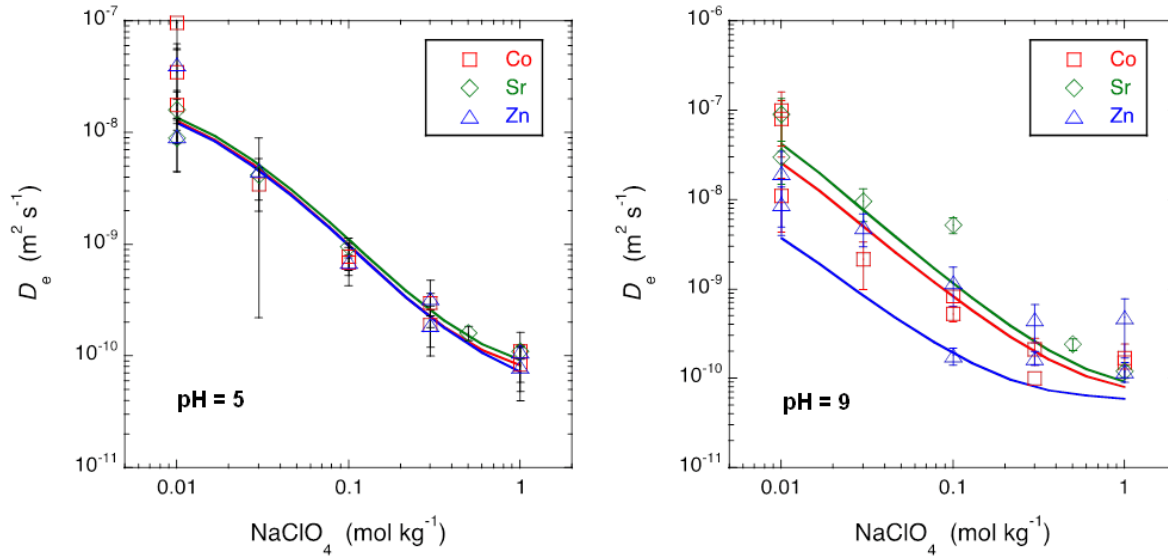 10⁻⁷
10⁻⁸
10⁻⁹
10⁻¹⁰
10⁻¹¹
Dₑ (m² s⁻¹)
Co
Sr
Zn
pH = 5
0.01 0.1 1
NaClO₄ (mol kg⁻¹)
10⁻⁶
10⁻⁷
10⁻⁸
10⁻⁹
10⁻¹⁰
10⁻¹¹
Dₑ (m² s⁻¹)
Co
Sr
Zn
pH = 9
0.01 0.1 1
NaClO₄ (mol kg⁻¹)